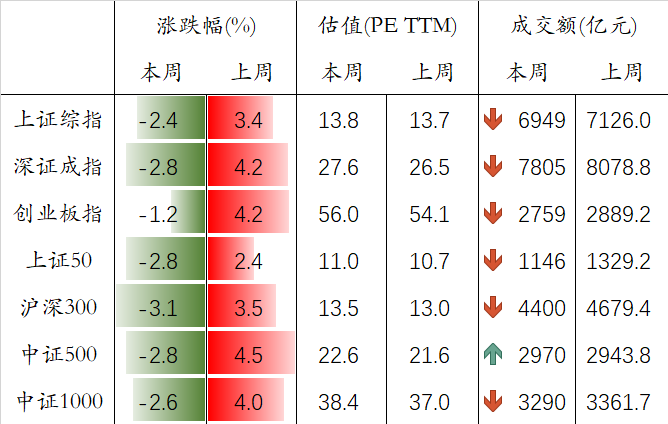 涨跌幅(%) 估值(PE TTM) 成交额(亿元)
本周 上周 本周 上周 本周 上周
上证综指 -2.4 3.4 13.8 13.7 6949 7126.0
深证成指 -2.8 4.2 27.6 26.5 7805 8078.8
创业板指 -1.2 4.2 56.0 54.1 2759 2889.2
上证50 -2.8 2.4 11.0 10.7 1146 1329.2
沪深300 -3.1 3.5 13.5 13.0 4400 4679.4
中证500 -2.8 4.5 22.6 21.6 2970 2943.8
中证1000 -2.6 4.0 38.4 37.0 3290 3361.7